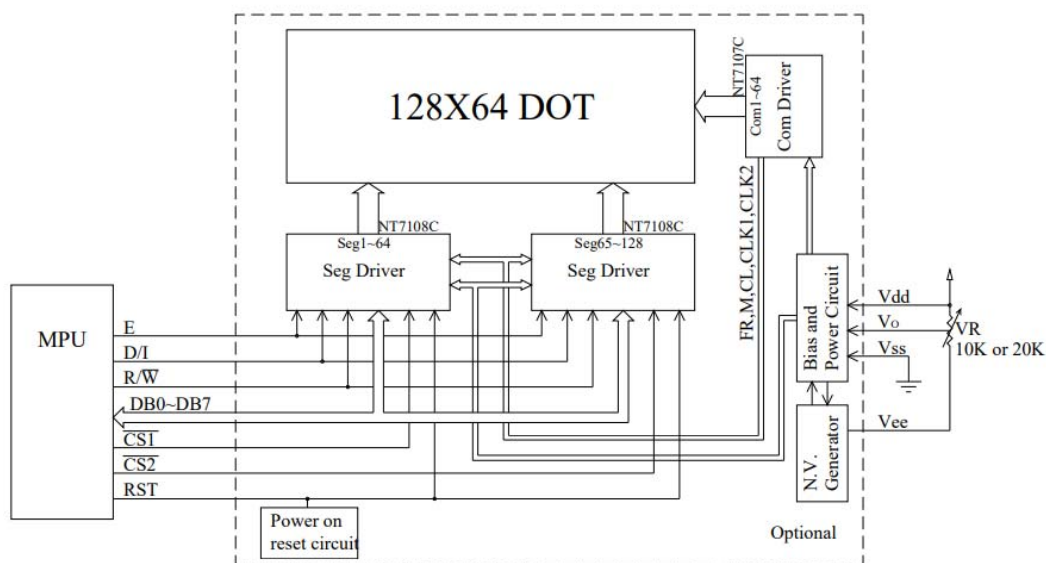 128X64 DOT
NT7107C
Com1~64
Com Driver
NT7108C
Seg1~64
Seg Driver
NT7108C
Seg65~128
Seg Driver
FR,M,CL,CLK1,CLK2
MPU
E
D/I
R/W̅
DB0~DB7
C̅S̅1̅
C̅S̅2̅
RST
Power on
reset circuit
Bias and
Power Circuit
Vdd
Vo
Vss
VR
10K or 20K
Vee
N.V.
Generator
Optional